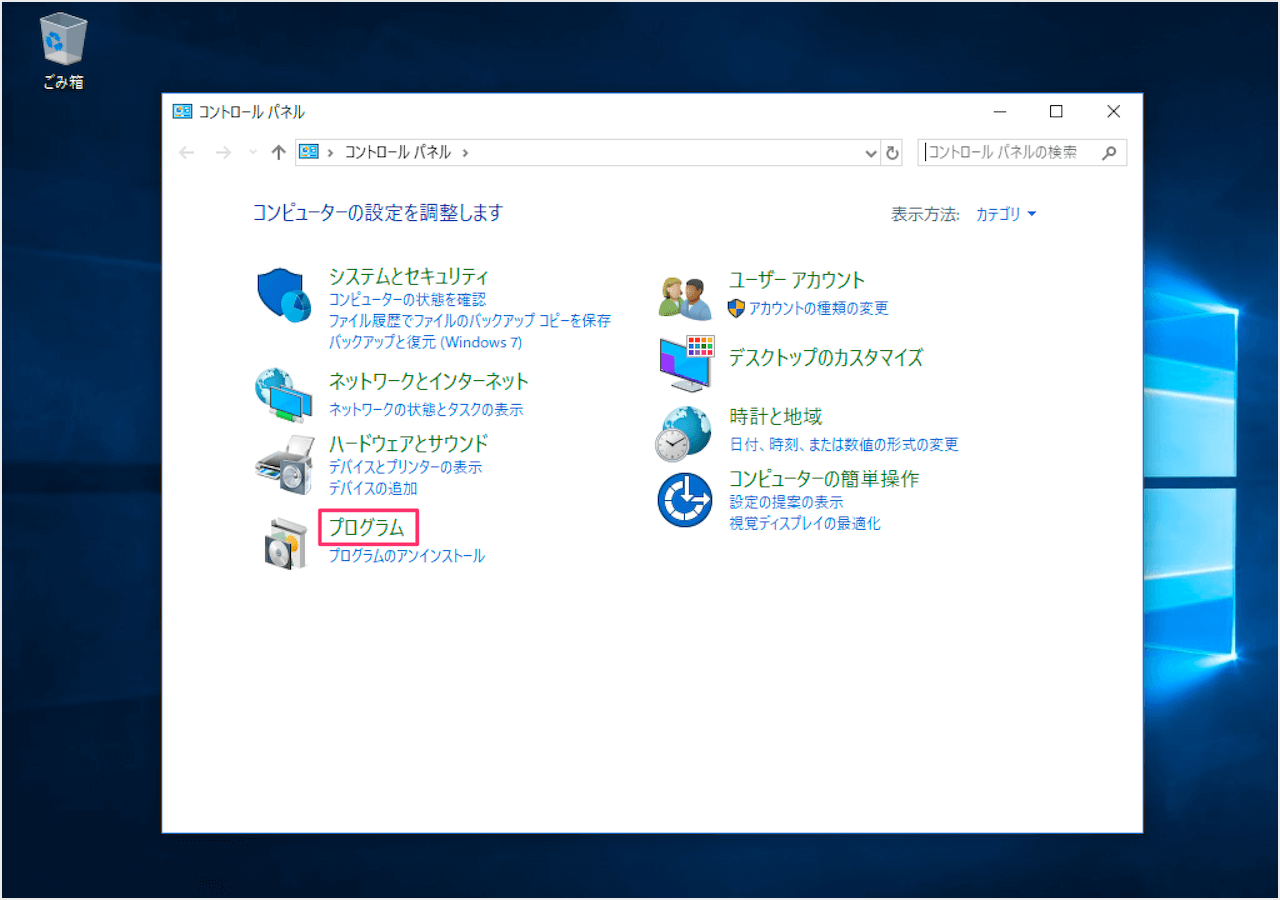 ごみ箱
コントロール パネル
コントロール パネル
コントロール パネルの検索
コンピューターの設定を調整します
表示方法: カテゴリ
システムとセキュリティ
コンピューターの状態を確認
ファイル履歴でファイルのバックアップ コピーを保存
バックアップと復元 (Windows 7)
ネットワークとインターネット
ネットワークの状態とタスクの表示
ハードウェアとサウンド
デバイスとプリンターの表示
デバイスの追加
プログラム
プログラムのアンインストール
ユーザー アカウント
アカウントの種類の変更
デスクトップのカスタマイズ
時計と地域
日付、時刻、または数値の形式の変更
コンピューターの簡単操作
設定の提案の表示
視覚ディスプレイの最適化